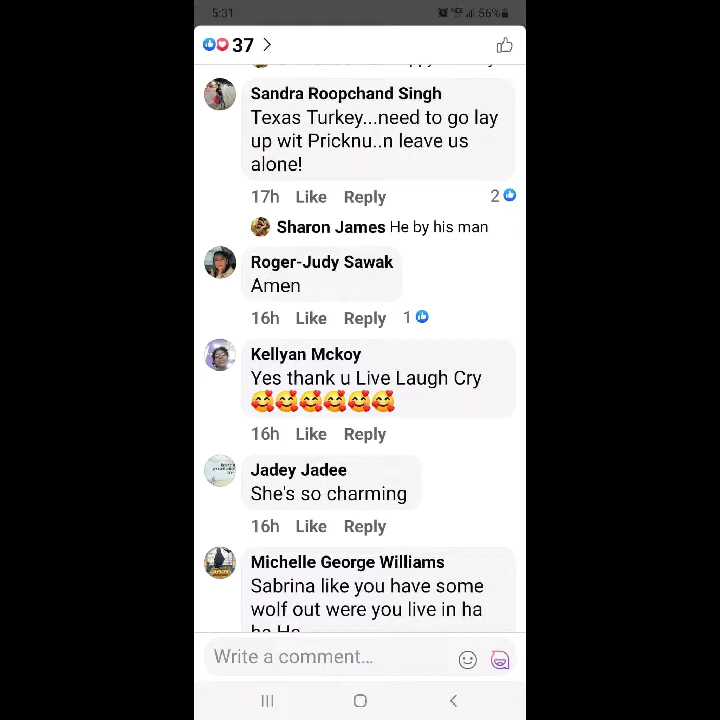 5:31
56%
37
Sandra Roopchand Singh
Texas Turkey...need to go lay
up wit Pricknu..n leave us
alone!
17h Like Reply 2
Sharon James He by his man
Roger-Judy Sawak
Amen
16h Like Reply 1
Kellyan Mckoy
Yes thank u Live Laugh Cry
🥰🥰🥰🥰🥰🥰
16h Like Reply
Jadey Jadee
She's so charming
16h Like Reply
Michelle George Williams
Sabrina like you have some
wolf out were you live in ha
ha Ha
Write a comment...